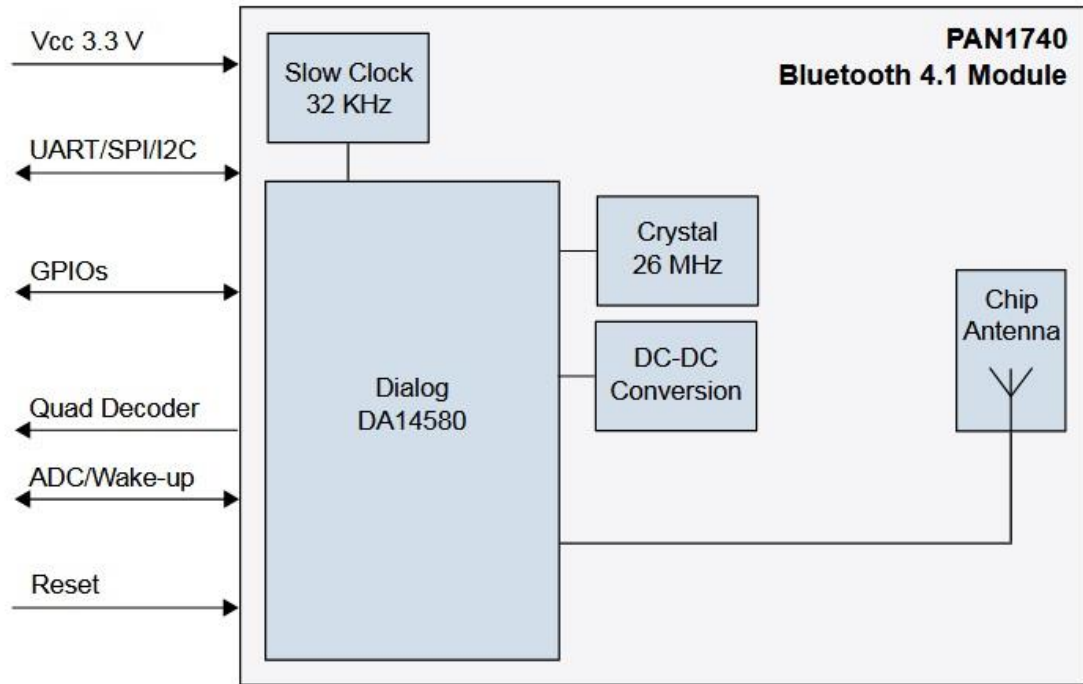 Vcc 3.3 V
UART/SPI/I2C
GPIOs
Quad Decoder
ADC/Wake-up
Reset
PAN1740
Bluetooth 4.1 Module
Slow Clock
32 KHz
Crystal
26 MHz
DC-DC
Conversion
Dialog
DA14580
Chip
Antenna